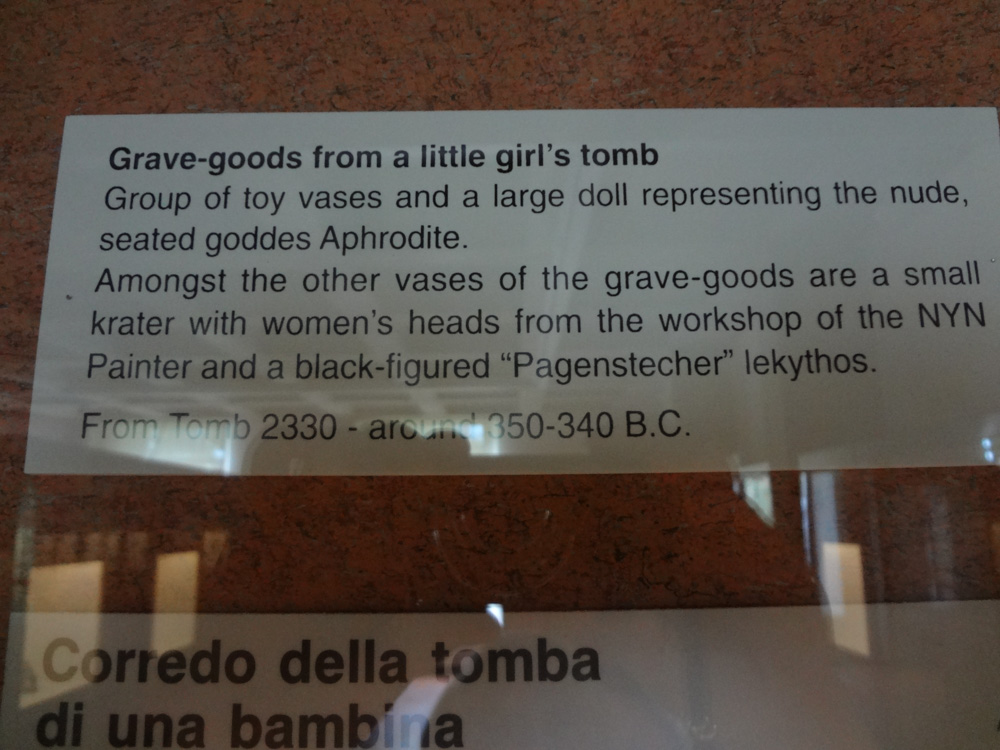 Grave-goods from a little girl's tomb
Group of toy vases and a large doll representing the nude,
seated goddes Aphrodite.
Amongst the other vases of the grave-goods are a small
krater with women's heads from the workshop of the NYN
Painter and a black-figured “Pagenstecher” lekythos.
From Tomb 2330 - around 350-340 B.C.
Corredo della tomba
di una bambina